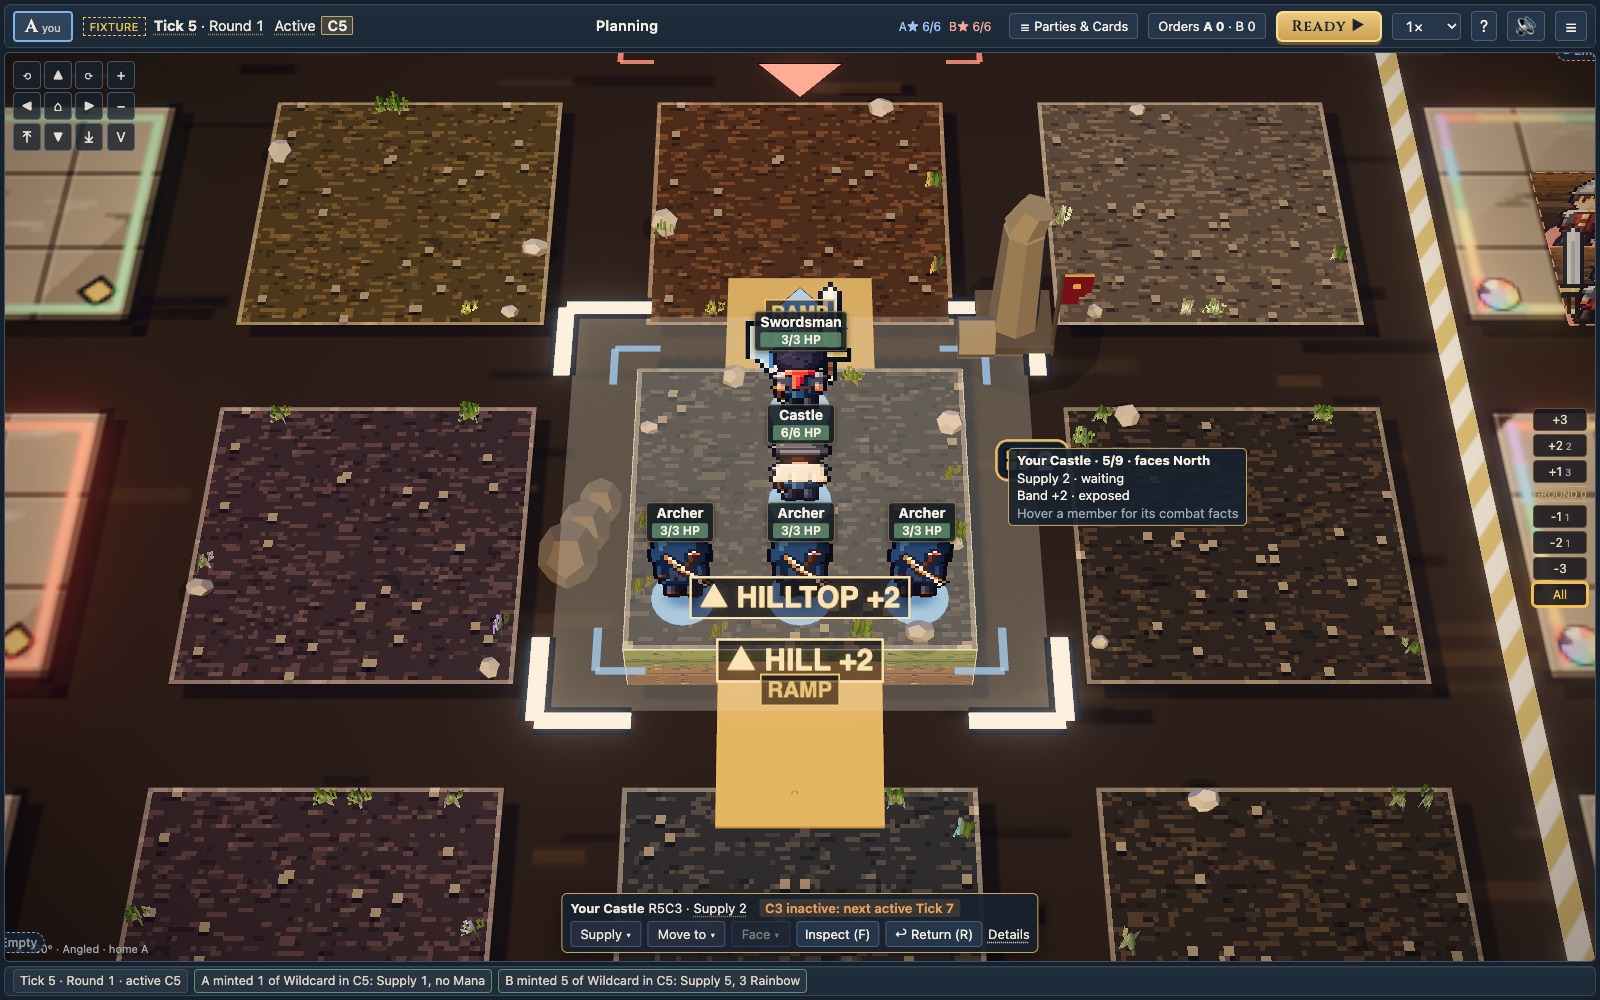 A you
FIXTURE
Tick 5 · Round 1
Active C5
Planning
A★ 6/6 B★ 6/6
≡ Parties & Cards
Orders A 0 · B 0
READY ▶
1×
?
≡
+
−
V
Swordsman
3/3 HP
Castle
6/6 HP
Archer
3/3 HP
Archer
3/3 HP
Archer
3/3 HP
▲ HILLTOP +2
▲ HILL +2
RAMP
Your Castle · 5/9 · faces North
Supply 2 · waiting
Band +2 · exposed
Hover a member for its combat facts
+3
+2 2
+1 3
GROUND 0
-1 1
-2 1
-3
All
Your Castle R5C3 · Supply 2
C3 inactive: next active Tick 7
Supply ▾
Move to ▾
Face ▾
Inspect (F)
↩ Return (R)
Details
0° · Angled · home A
Tick 5 · Round 1 · active C5
A minted 1 of Wildcard in C5: Supply 1, no Mana
B minted 5 of Wildcard in C5: Supply 5, 3 Rainbow